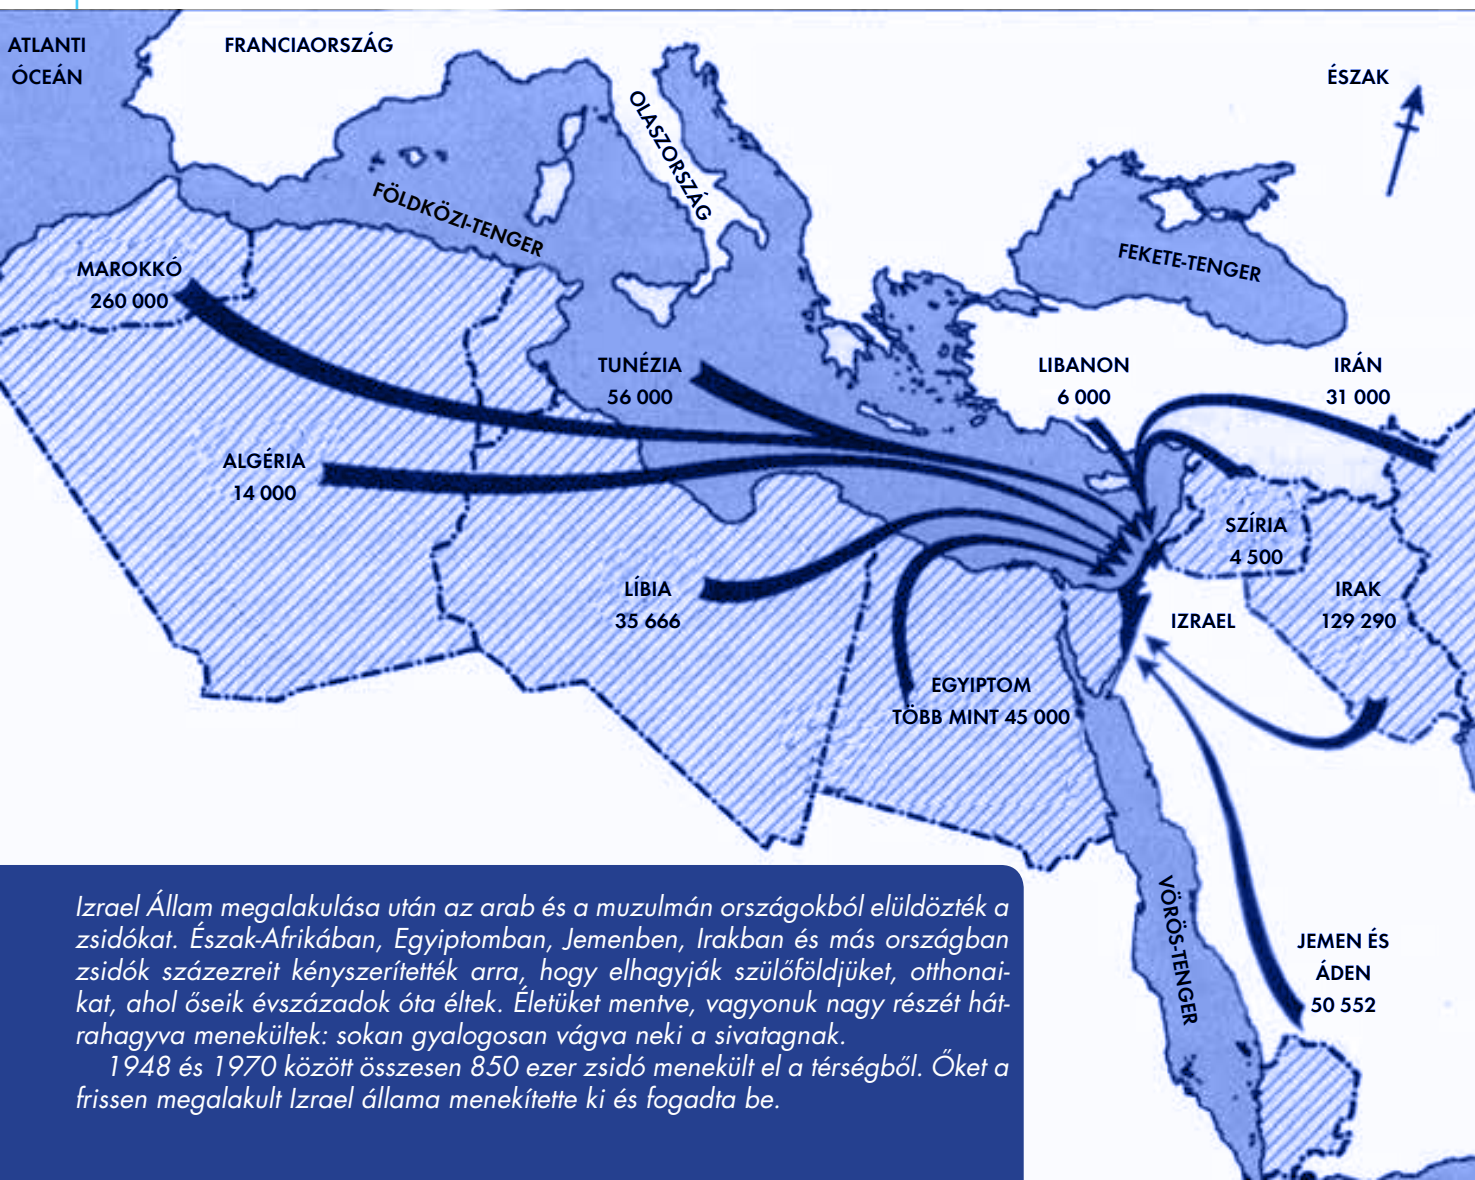 ATLANTI
ÓCEÁN
FRANCIAORSZÁG
ÉSZAK
OLASZORSZÁG
FÖLDKÖZI-TENGER
FEKETE-TENGER
MAROKKÓ
260 000
TUNÉZIA
56 000
LIBANON
6 000
IRÁN
31 000
ALGÉRIA
14 000
SZÍRIA
4 500
LÍBIA
35 666
IRAK
129 290
IZRAEL
EGYIPTOM
TÖBB MINT 45 000
VÖRÖS-TENGER
JEMEN ÉS
ÁDEN
50 552
Izrael Állam megalakulása után az arab és a muzulmán országokból elüldözték a
zsidókat. Észak-Afrikában, Egyiptomban, Jemenben, Irakban és más országban
zsidók százezreit kényszerítették arra, hogy elhagyják szülőföldjüket, otthonai-
kat, ahol őseik évszázadok óta éltek. Életüket mentve, vagyonuk nagy részét hát-
rahagyva menekültek: sokan gyalogosan vágva neki a sivatagnak.
1948 és 1970 között összesen 850 ezer zsidó menekült el a térségből. Őket a
frissen megalakult Izrael állama menekítette ki és fogadta be.